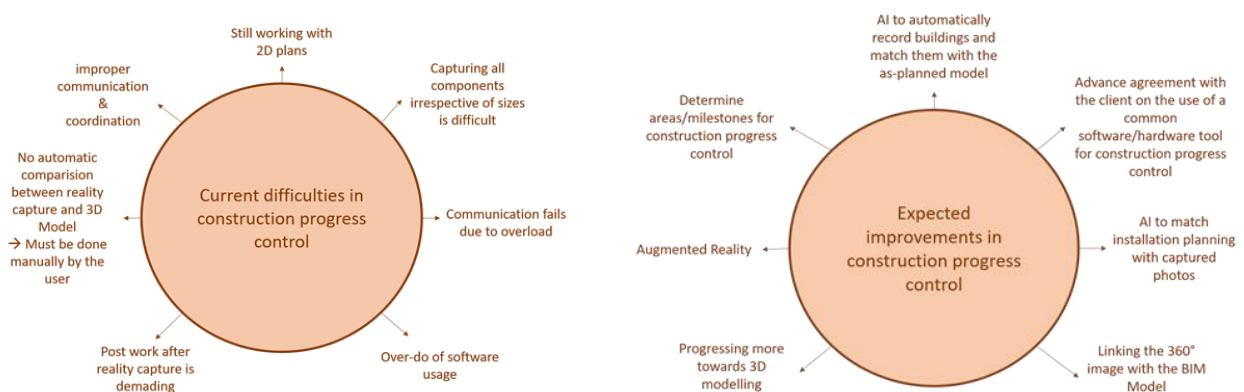 Still working with
2D plans
improper
communication
&
coordination
Capturing all
components
irrespective of sizes
is difficult
No automatic
comparision
between reality
capture and 3D
Model
→ Must be done
manually by the
user
Current difficulties in
construction progress
control
Communication fails
due to overload
Post work after
reality capture is
demading
Over-do of software
usage
AI to automatically
record buildings and
match them with the
as-planned model
Determine
areas/milestones for
construction progress
control
Advance agreement
with the client on the use of a
common
software/hardware tool
for construction progress
control
Augmented Reality
Expected
improvements in
construction progress
control
AI to match
installation planning
with captured
photos
Progressing more
towards 3D
modelling
Linking the 360°
image with the BIM
Model